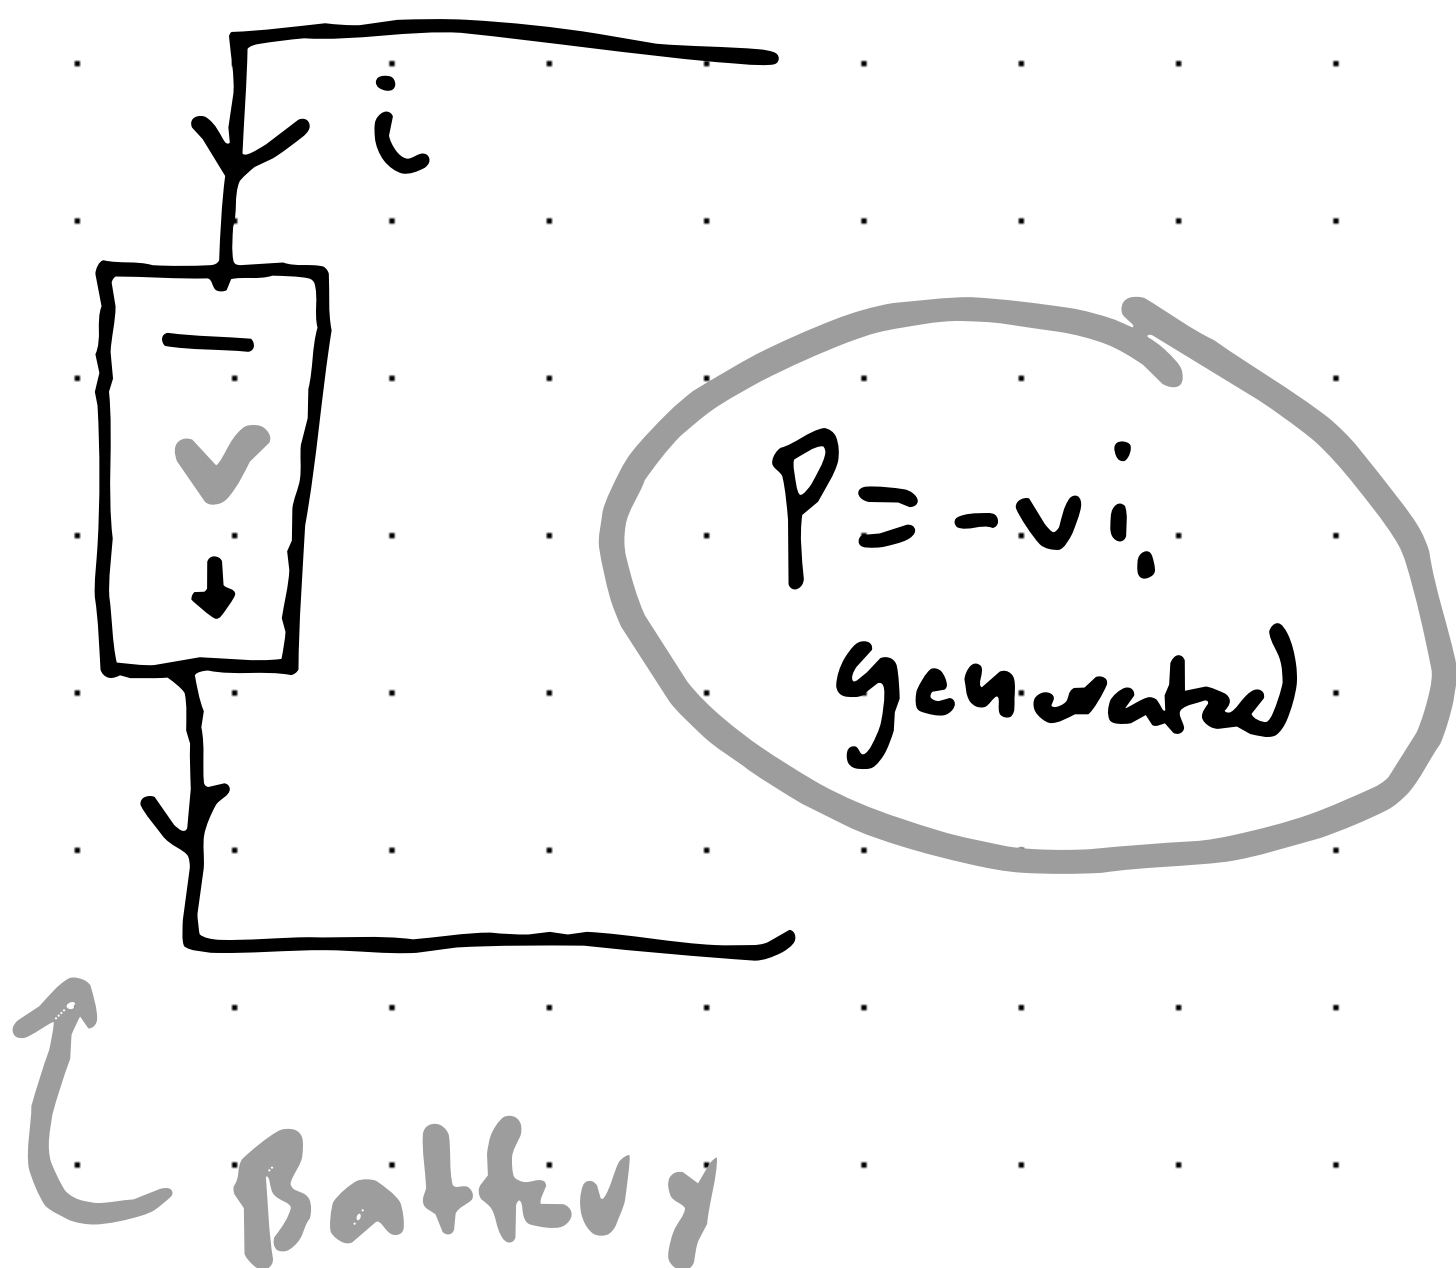 i
−
v
↓
P = -vi.
generated
Battery